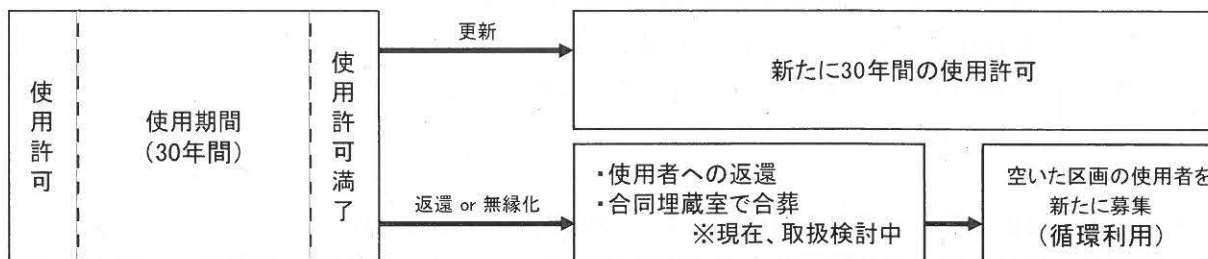 使用許可
使用期間
(30年間)
使用許可満了
更新
新たに30年間の使用許可
返還 or 無縁化
・使用者への返還
・合同埋蔵室で合葬
※現在、取扱検討中
空いた区画の使用者を
新たに募集
(循環利用)